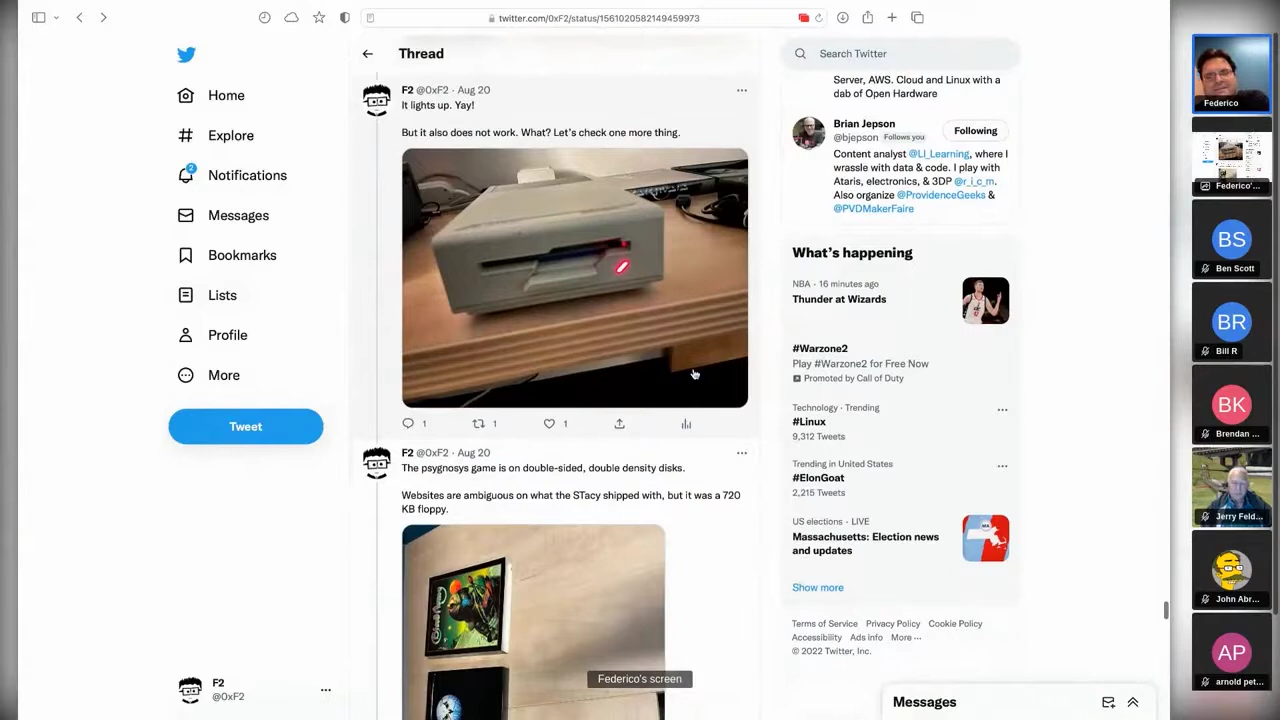 twitter.com/0xF2/status/1561020582149459973
Home
Explore
2
Notifications
Messages
Bookmarks
Lists
Profile
More
Tweet
F2
@0xF2
Thread
F2 @0xF2 · Aug 20
It lights up. Yay!
But it also does not work. What? Let's check one more thing.
1
1
1
F2 @0xF2 · Aug 20
The psygnosys game is on double-sided, double density disks.
Websites are ambiguous on what the STacy shipped with, but it was a 720
KB floppy.
Federico's screen
Search Twitter
Server, AWS. Cloud and Linux with a
dab of Open Hardware
Brian Jepson
@bjepson Follows you
Following
Content analyst @LI_Learning, where I
wrassle with data & code. I play with
Ataris, electronics, & 3DP @r_i_c_m.
Also organize @ProvidenceGeeks &
@PVDMakerFaire
What's happening
NBA · 16 minutes ago
Thunder at Wizards
#Warzone2
Play #Warzone2 for Free Now
Promoted by Call of Duty
Technology · Trending
#Linux
9,312 Tweets
Trending in United States
#ElonGoat
2,215 Tweets
US elections · LIVE
Massachusetts: Election news
and updates
MA
Show more
Terms of Service Privacy Policy Cookie Policy
Accessibility Ads info More ···
© 2022 Twitter, Inc.
Messages
Federico
Federico'...
BS
Ben Scott
BR
Bill R
BK
Brendan ...
Jerry Feld...
John Abr...
AP
arnold pet...